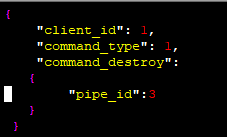 {
"client_id": 1,
"command_type": 1,
"command_destroy":
{
"pipe_id":3
}
}